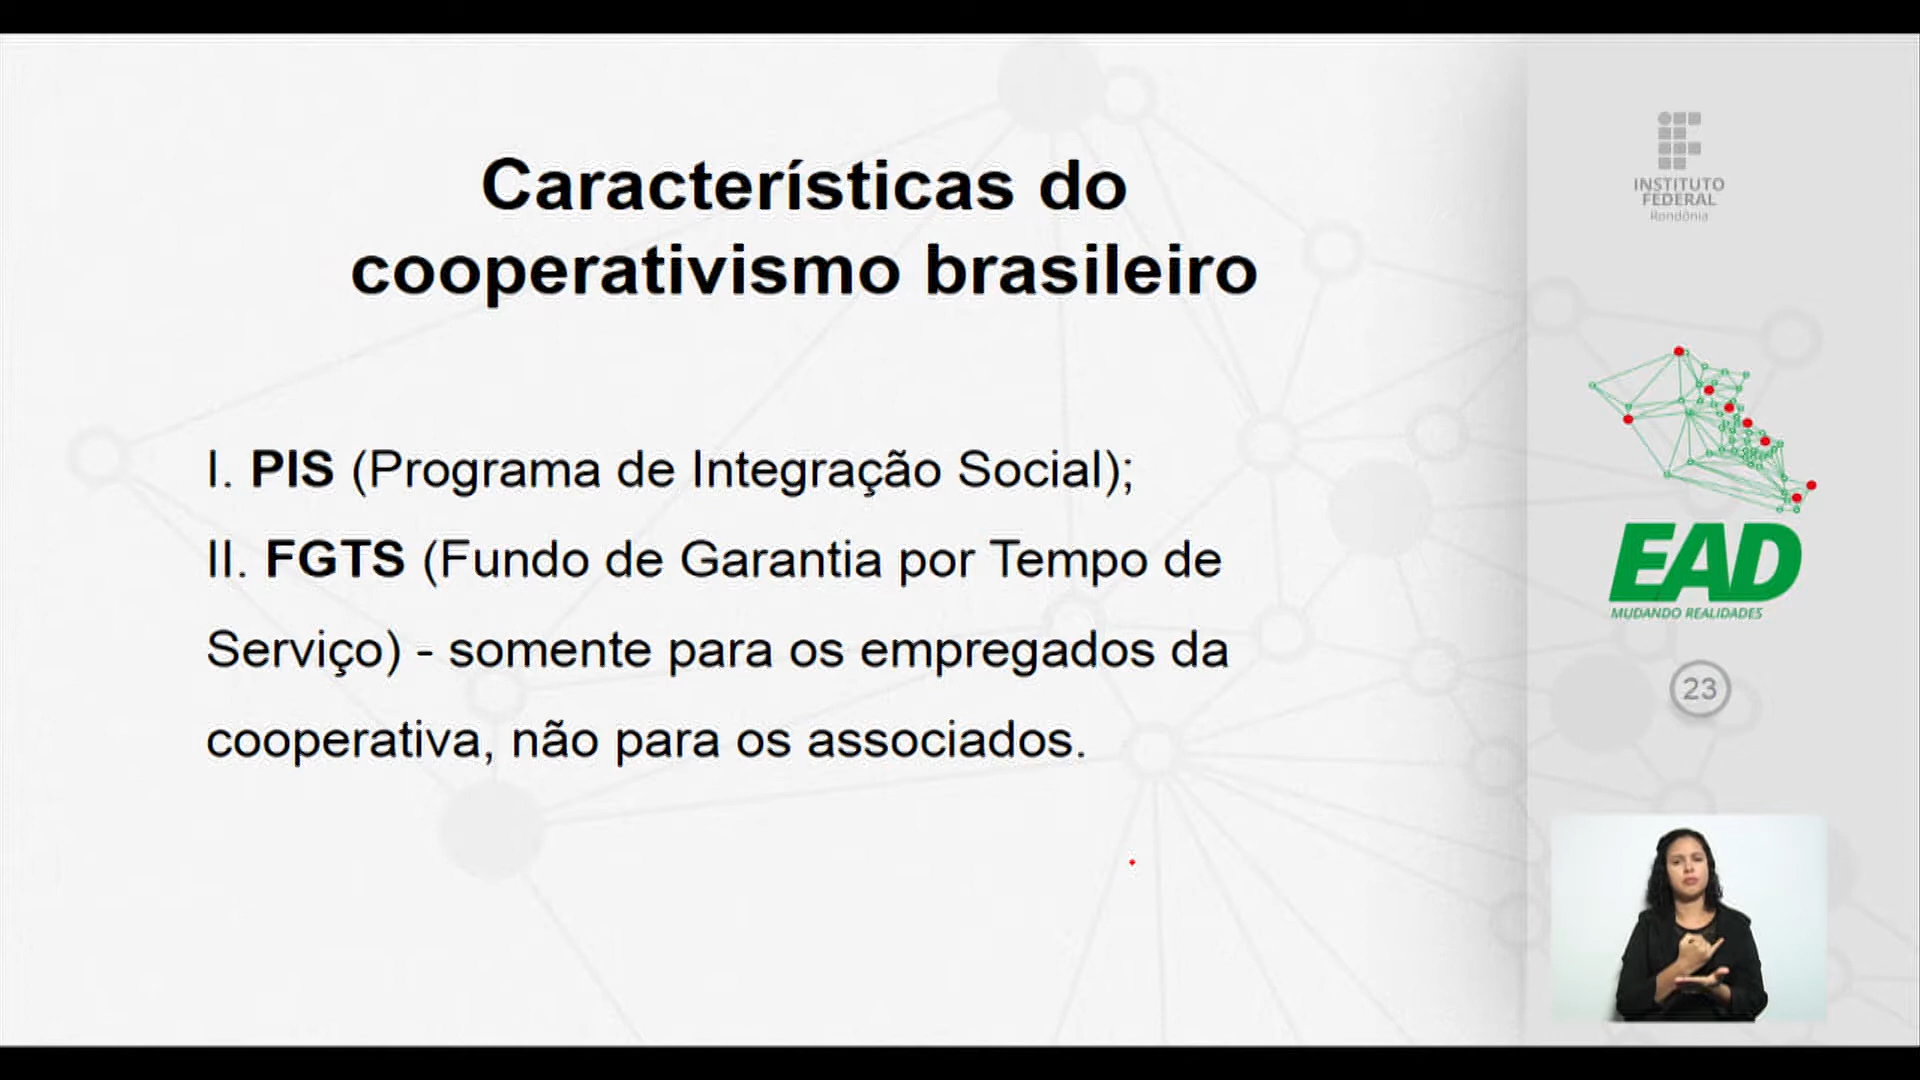 Características do
cooperativismo brasileiro
I. PIS (Programa de Integração Social);
II. FGTS (Fundo de Garantia por Tempo de
Serviço) - somente para os empregados da
cooperativa, não para os associados.
INSTITUTO
FEDERAL
Rondônia
EAD
MUDANDO REALIDADES
23